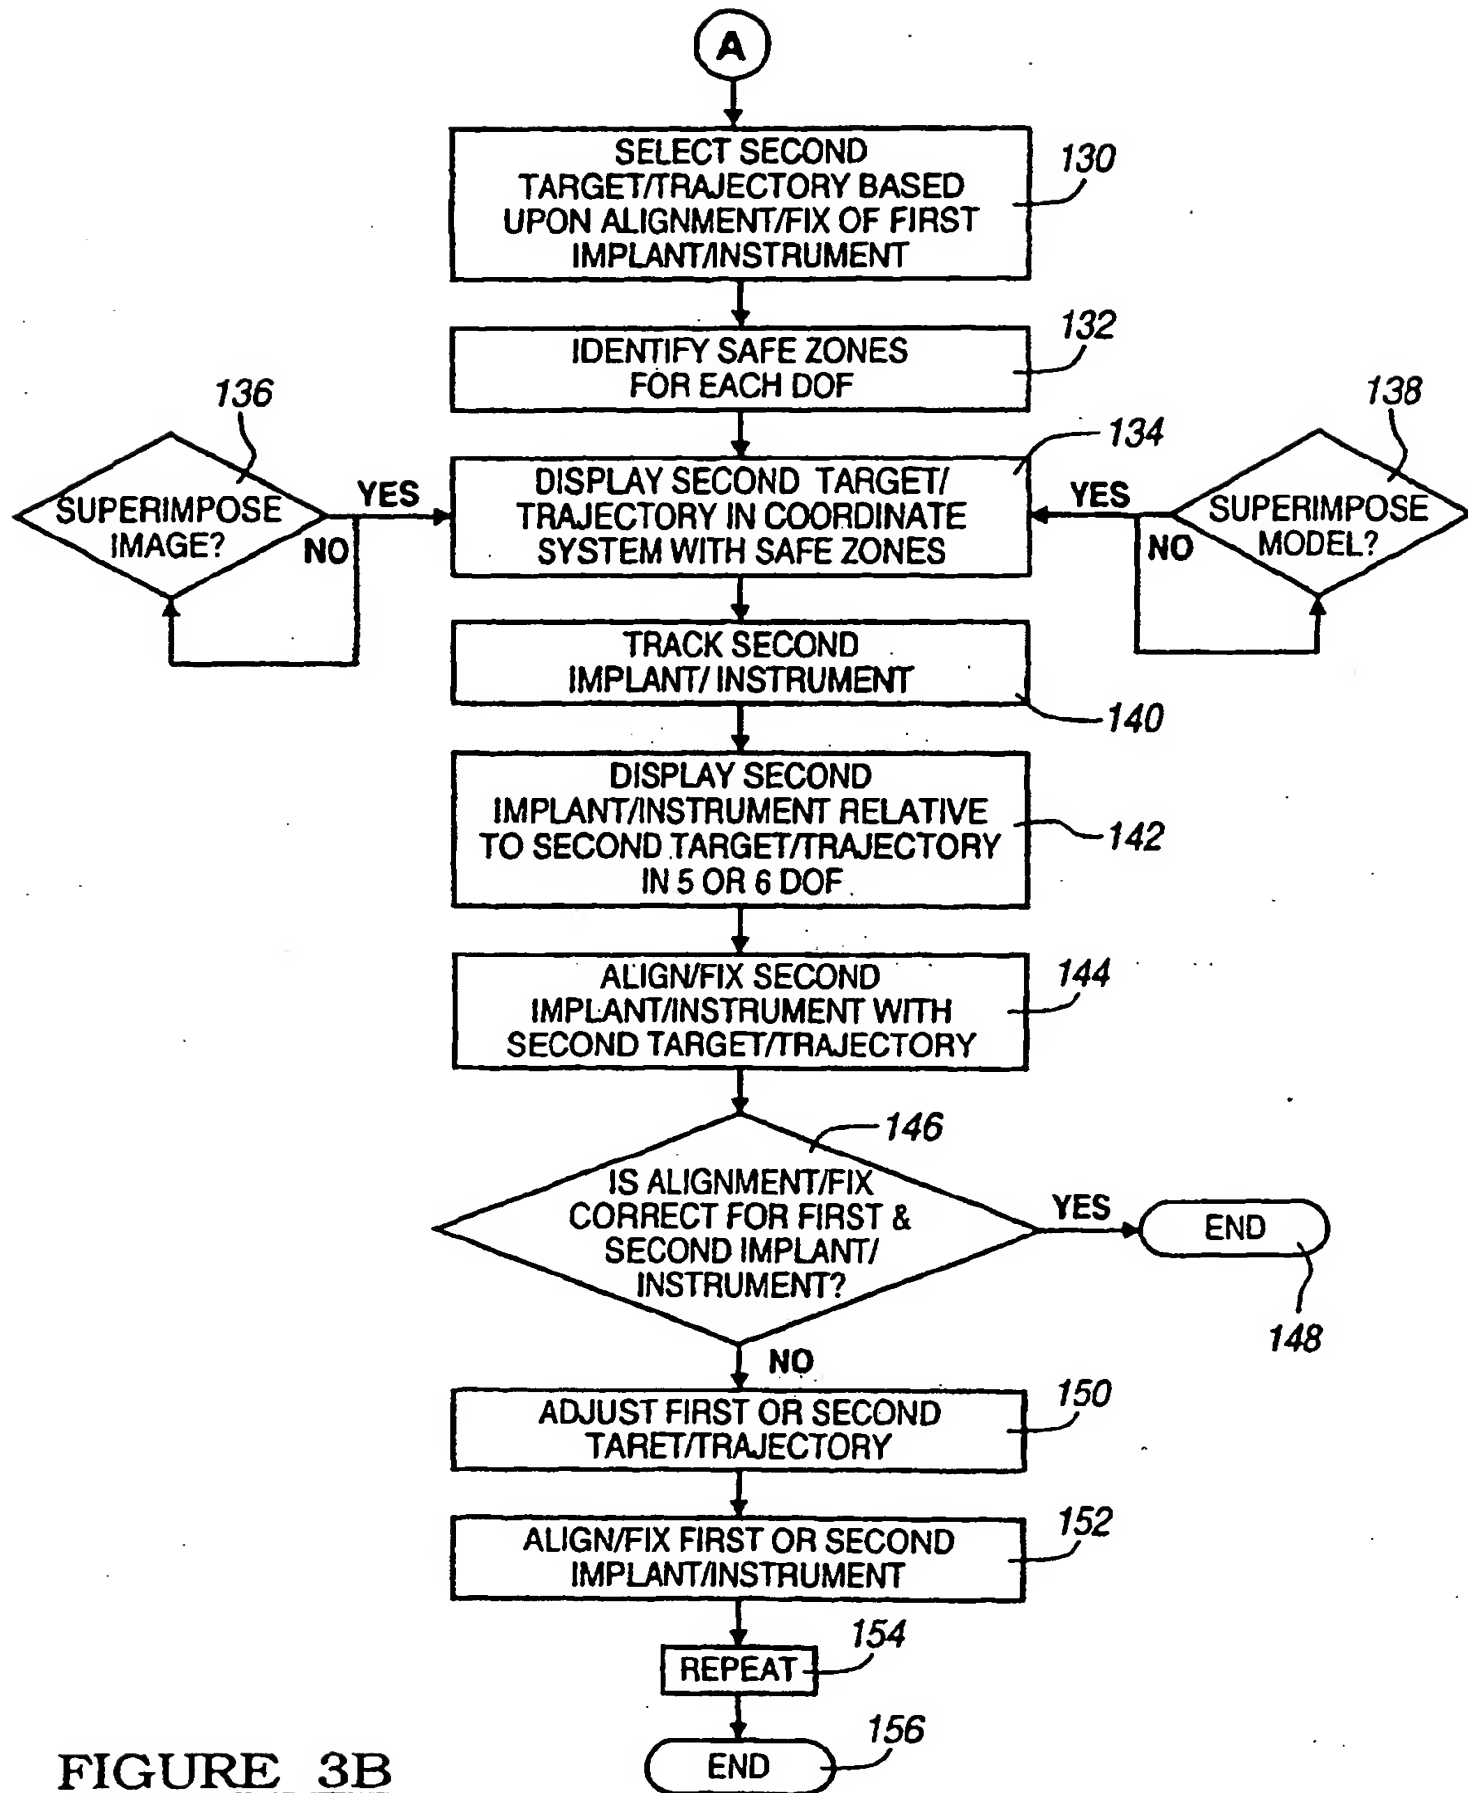 A
SELECT SECOND
TARGET/TRAJECTORY BASED
UPON ALIGNMENT/FIX OF FIRST
IMPLANT/INSTRUMENT
130
IDENTIFY SAFE ZONES
FOR EACH DOF
132
136
SUPERIMPOSE
IMAGE?
YES
NO
DISPLAY SECOND TARGET/
TRAJECTORY IN COORDINATE
SYSTEM WITH SAFE ZONES
134
138
YES
NO
SUPERIMPOSE
MODEL?
TRACK SECOND
IMPLANT/ INSTRUMENT
140
DISPLAY SECOND
IMPLANT/INSTRUMENT RELATIVE
TO SECOND TARGET/TRAJECTORY
IN 5 OR 6 DOF
142
ALIGN/FIX SECOND
IMPLANT/INSTRUMENT WITH
SECOND TARGET/TRAJECTORY
144
146
IS ALIGNMENT/FIX
CORRECT FOR FIRST &
SECOND IMPLANT/
INSTRUMENT?
YES
END
148
NO
ADJUST FIRST OR SECOND
TARET/TRAJECTORY
150
ALIGN/FIX FIRST OR SECOND
IMPLANT/INSTRUMENT
152
REPEAT
154
END
156
FIGURE 3B